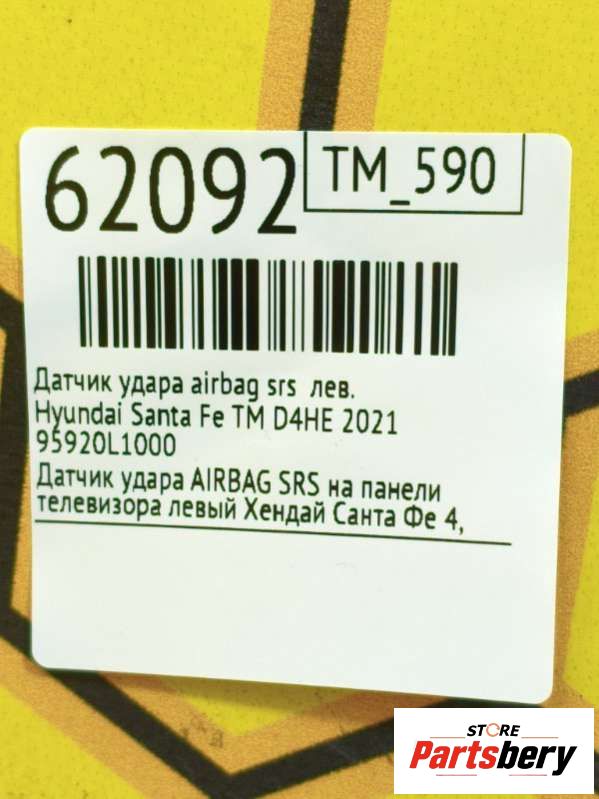 62092
TM_590
Датчик удара airbag srs лев.
Hyundai Santa Fe TM D4HE 2021
95920L1000
Датчик удара AIRBAG SRS на панели
телевизора левый Хендай Санта Фе 4,
STORE
Partsbery